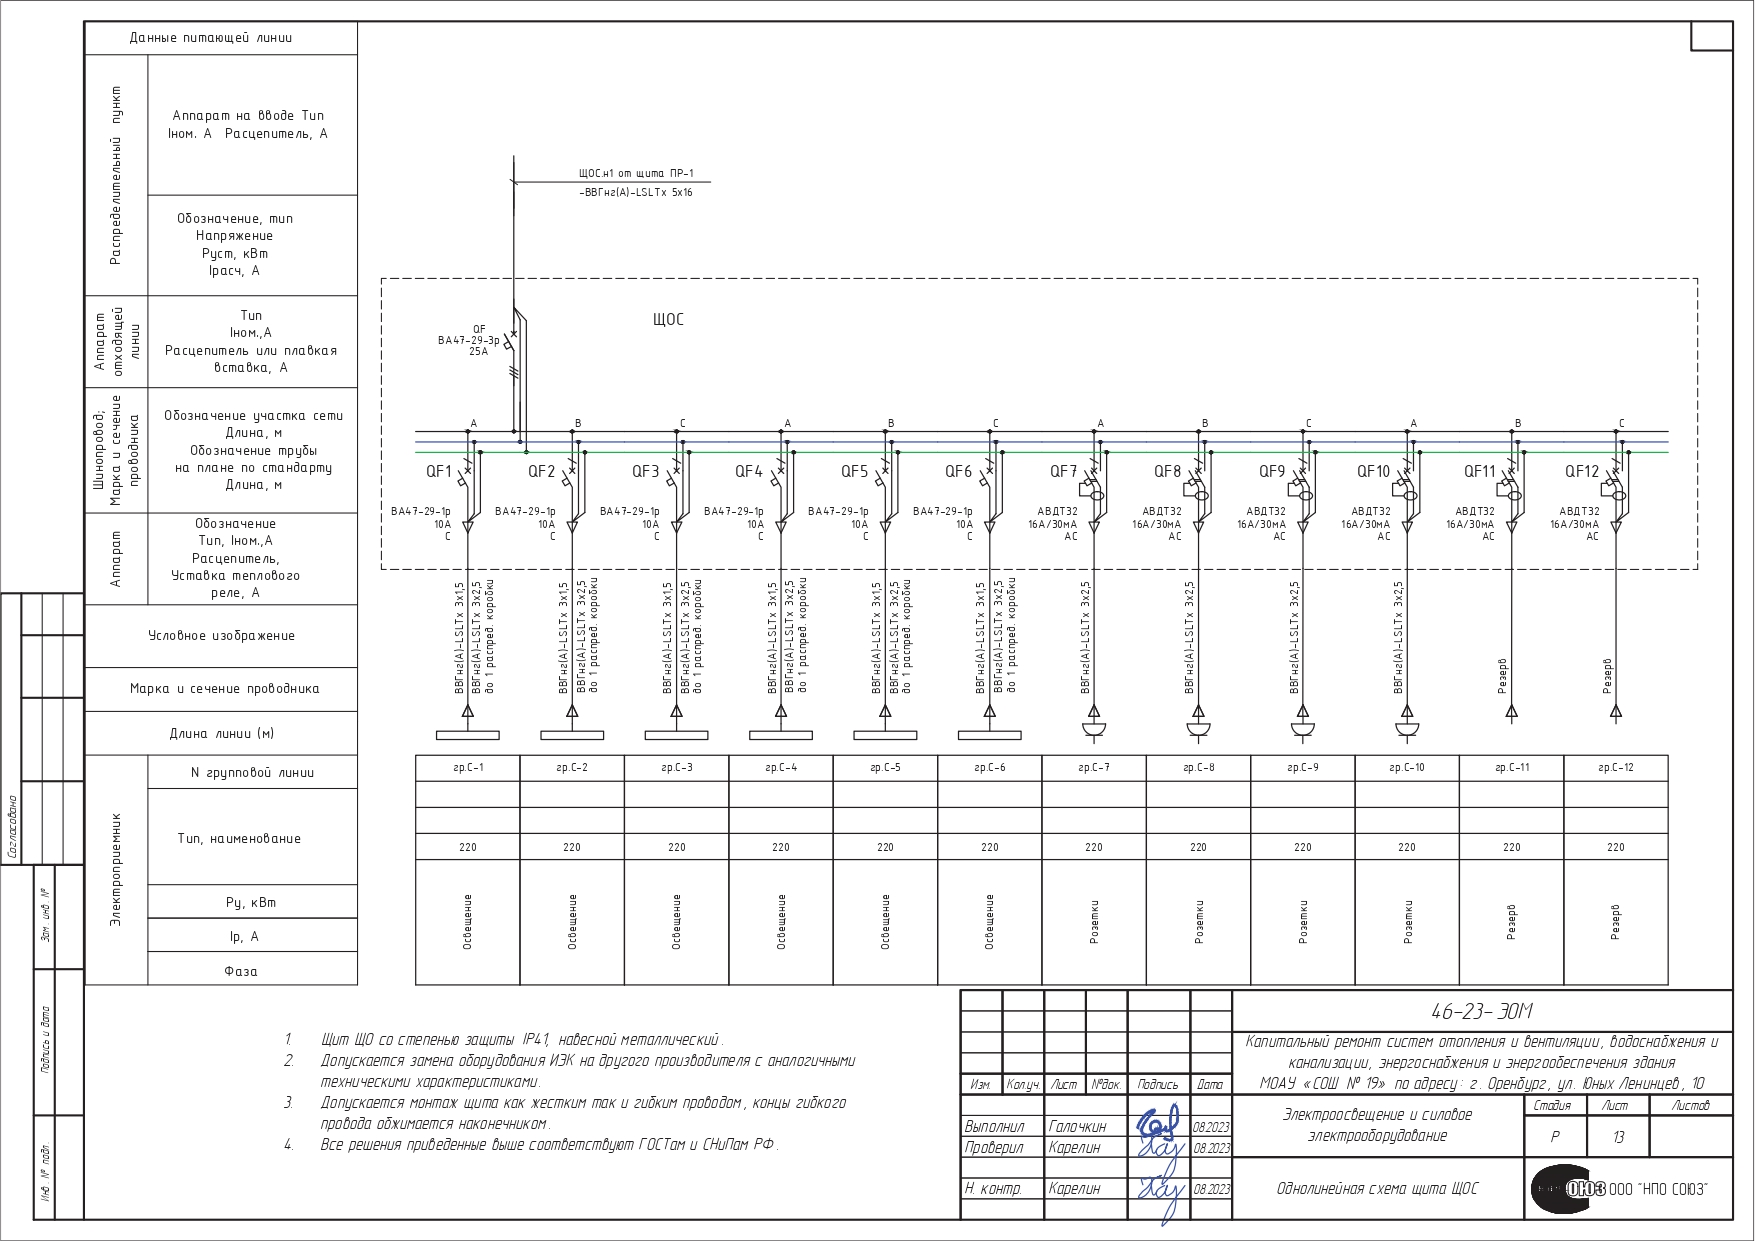 Данные питающей линии
Распределительный пункт
Аппарат на вводе Тип
Iном. А Расцепитель, А
Обозначение, тип
Напряжение
Руст, кВт
Iрасч, А
Аппарат
отходящей
линии
Тип
Iном.,А
Расцепитель или плавкая
вставка, А
Шинопровод;
Марка и сечение
проводника
Обозначение участка сети
Длина, м
Обозначение трубы
на плане по стандарту
Длина, м
Аппарат
Обозначение
Тип, Iном.,А
Расцепитель,
Уставка теплового
реле, А
Условное изображение
Марка и сечение проводника
Длина линии (м)
Электроприемник
N групповой линии
Тип, наименование
Ру, кВт
Iр, А
Фаза
Согласовано
Зам. инв. №
Подпись и дата
Инв. № подл.
ЩОС.н1 от щита ПР-1
-ВВГнг(А)-LSLTx 5х16
ЩОС
QF
ВА47-29-3р
25А
А В С А В С А В С А В С
QF1 QF2 QF3 QF4 QF5 QF6 QF7 QF8 QF9 QF10 QF11 QF12
ВА47-29-1р ВА47-29-1р ВА47-29-1р ВА47-29-1р ВА47-29-1р ВА47-29-1р АВДТ32 АВДТ32 АВДТ32 АВДТ32 АВДТ32 АВДТ32
10А 10А 10А 10А 10А 10А 16А/30мА 16А/30мА 16А/30мА 16А/30мА 16А/30мА 16А/30мА
С С С С С С АС АС АС АС АС АС
ВВГнг(А)-LSLTx 3х1,5
ВВГнг(А)-LSLTx 3х2,5
до 1 распред. коробки
ВВГнг(А)-LSLTx 3х1,5
ВВГнг(А)-LSLTx 3х2,5
до 1 распред. коробки
ВВГнг(А)-LSLTx 3х1,5
ВВГнг(А)-LSLTx 3х2,5
до 1 распред. коробки
ВВГнг(А)-LSLTx 3х1,5
ВВГнг(А)-LSLTx 3х2,5
до 1 распред. коробки
ВВГнг(А)-LSLTx 3х1,5
ВВГнг(А)-LSLTx 3х2,5
до 1 распред. коробки
ВВГнг(А)-LSLTx 3х1,5
ВВГнг(А)-LSLTx 3х2,5
до 1 распред. коробки
ВВГнг(А)-LSLTx 3х2,5
ВВГнг(А)-LSLTx 3х2,5
ВВГнг(А)-LSLTx 3х2,5
ВВГнг(А)-LSLTx 3х2,5
Резерв
Резерв
гр.С-1 гр.С-2 гр.С-3 гр.С-4 гр.С-5 гр.С-6 гр.С-7 гр.С-8 гр.С-9 гр.С-10 гр.С-11 гр.С-12
220 220 220 220 220 220 220 220 220 220 220 220
Освещение Освещение Освещение Освещение Освещение Освещение Розетки Розетки Розетки Розетки Резерв Резерв
1. Щит ЩО со степенью защиты IP41, навесной металлический.
2. Допускается замена оборудования ИЭК на другого производителя с аналогичными
техническими характеристиками.
3. Допускается монтаж щита как жестким так и гибким проводом, концы гибкого
провода обжимается наконечником.
4. Все решения приведенные выше соответствуют ГОСТам и СНиПам РФ.
46-23- ЭОМ
Капитальный ремонт систем отопления и вентиляции, водоснабжения и
канализации, энергоснабжения и энергообеспечения здания
МОАУ «СОШ № 19» по адресу: г. Оренбург, ул. Юных Ленинцев, 10
Изм. Кол.уч. Лист №док. Подпись Дата
Выполнил Галочкин 08.2023
Проверил Карелин 08.2023
Н. контр. Карелин 08.2023
Электроосвещение и силовое
электрооборудование
Стадия Лист Листов
Р 13
Однолинейная схема щита ЩОС
ОЮЗ ООО "НПО СОЮЗ"